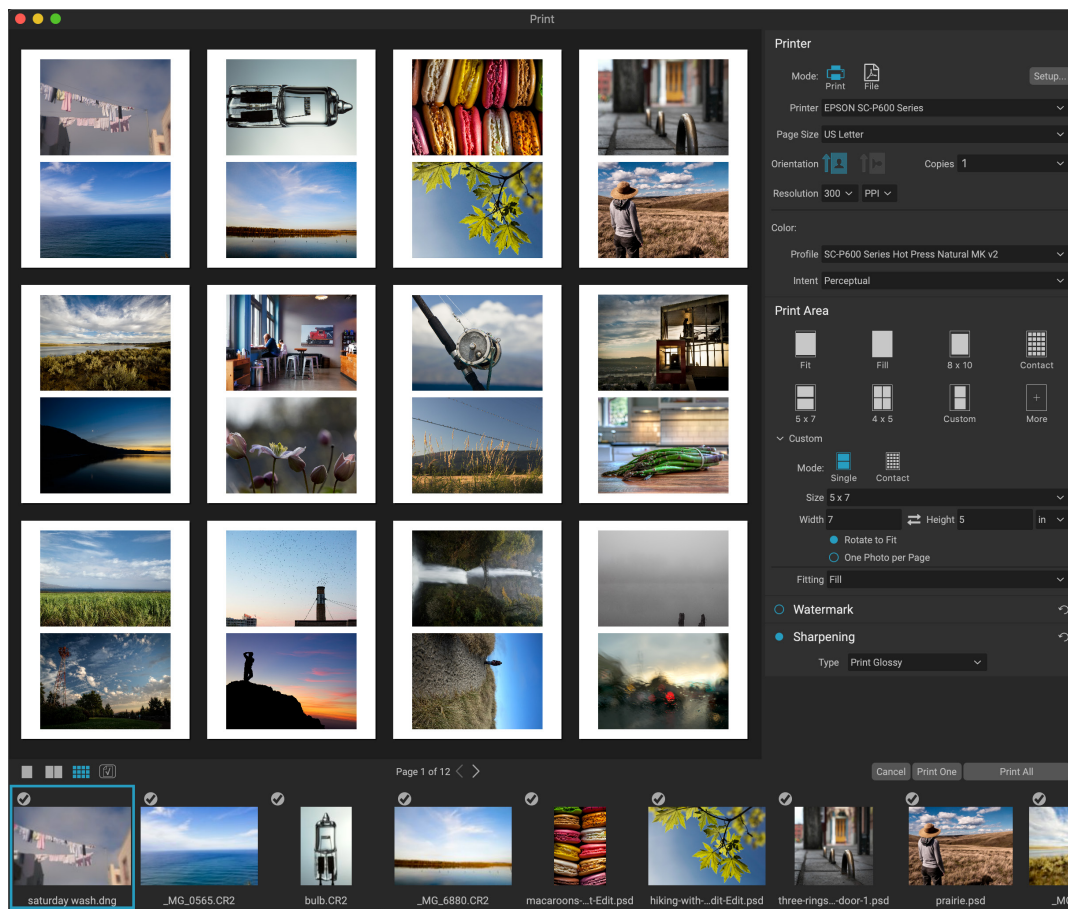 Print
Printer
Mode:
Print
File
Setup...
Printer EPSON SC-P600 Series
Page Size US Letter
Orientation
Copies 1
Resolution 300 PPI
Color:
Profile SC-P600 Series Hot Press Natural MK v2
Intent Perceptual
Print Area
Fit Fill 8 x 10 Contact
5 x 7 4 x 5 Custom More
Custom
Mode:
Single Contact
Size 5 x 7
Width 7 Height 5 in
Rotate to Fit
One Photo per Page
Fitting Fill
Watermark
Sharpening
Type Print Glossy
Page 1 of 12
Cancel Print One Print All
saturday wash.dng _MG_0565.CR2 bulb.CR2 _MG_6880.CR2 macaroons-...t-Edit.psd hiking-with-...dit-Edit.psd three-rings...-door-1.psd prairie.psd _MG